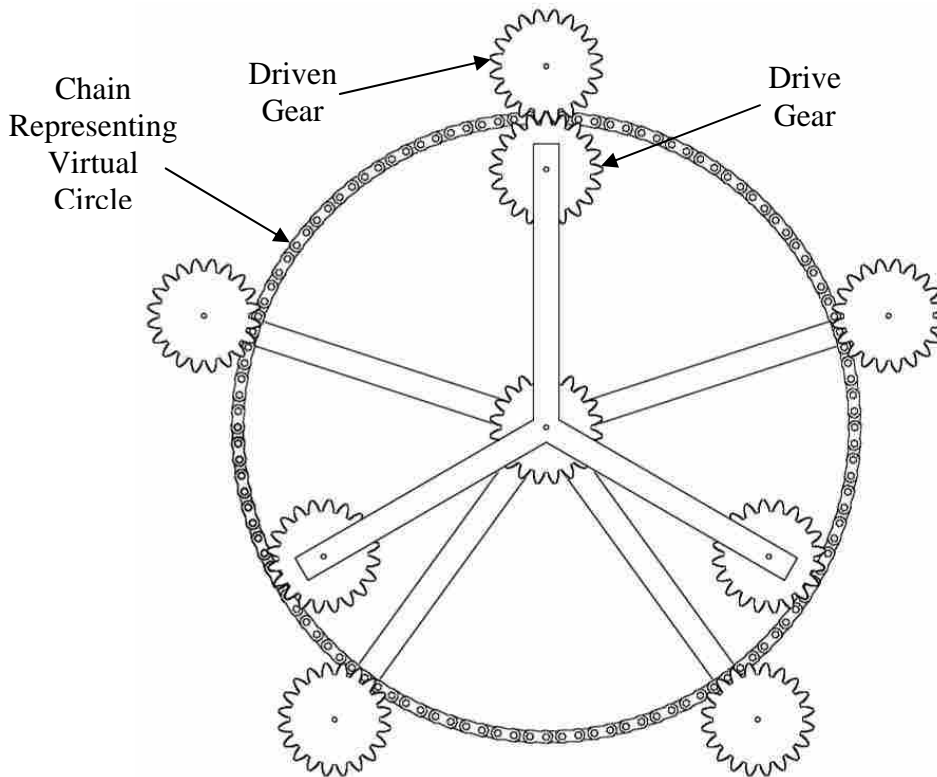 Driven
Gear
Drive
Gear
Chain
Representing
Virtual
Circle